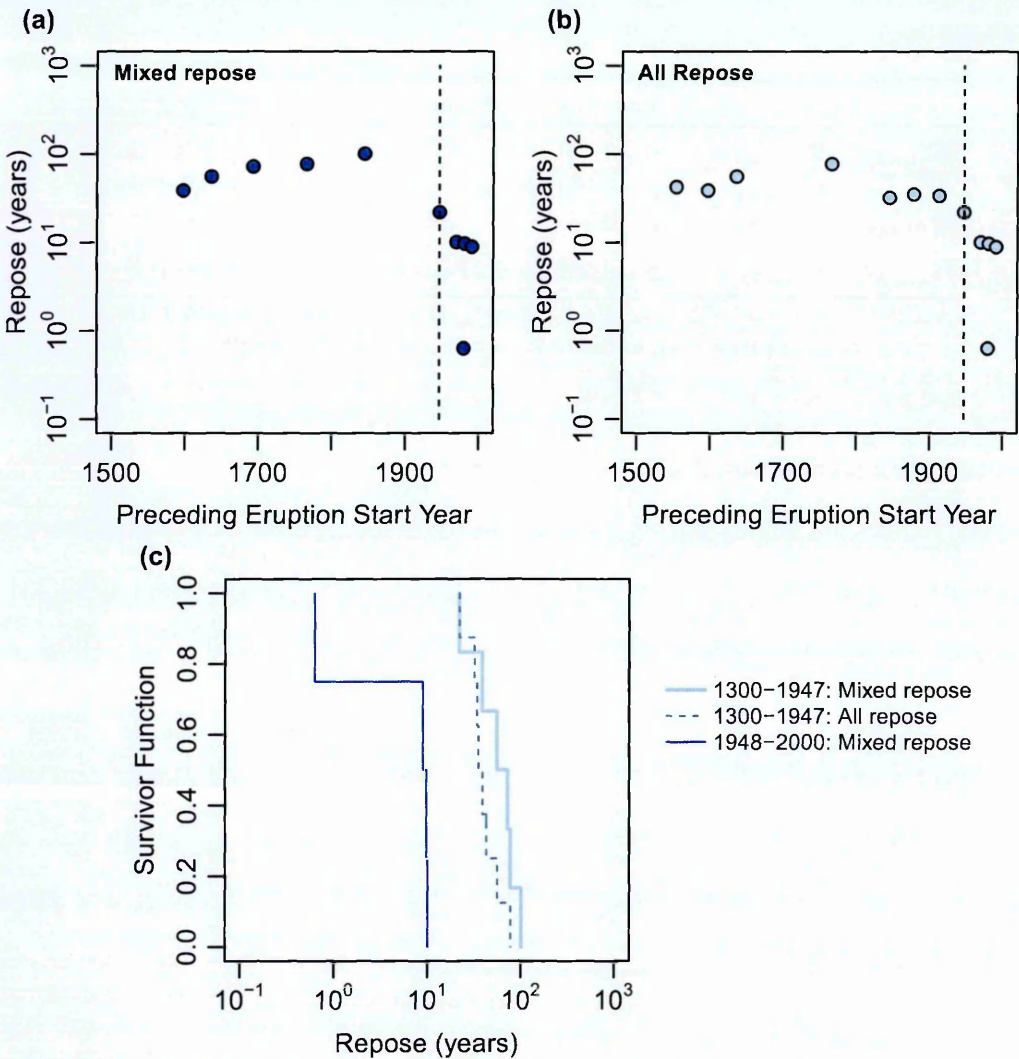 (a)
Mixed repose
10³
10²
10¹
10⁰
10⁻¹
Repose (years)
1500 1700 1900
Preceding Eruption Start Year
(b)
All Repose
10³
10²
10¹
10⁰
10⁻¹
Repose (years)
1500 1700 1900
Preceding Eruption Start Year
(c)
1.0
0.8
0.6
0.4
0.2
0.0
Survivor Function
10⁻¹ 10⁰ 10¹ 10² 10³
Repose (years)
1300−1947: Mixed repose
1300−1947: All repose
1948−2000: Mixed repose